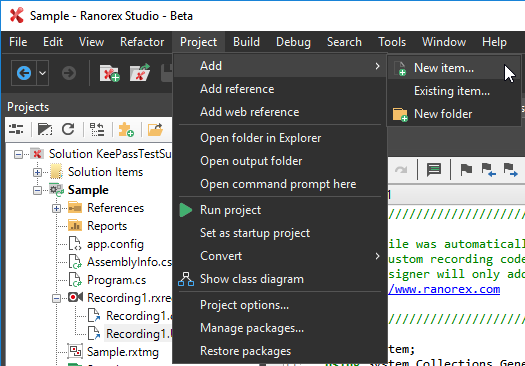 Sample - Ranorex Studio - Beta
File Edit View Refactor Project Build Debug Search Tools Window Help
Projects
Solution KeePassTestSu
Solution Items
Sample
References
Reports
app.config
AssemblyInfo.cs
Program.cs
Recording1.rxrec
Recording1.
Recording1.
Sample.rxtmg
Add
Add reference
Add web reference
Open folder in Explorer
Open output folder
Open command prompt here
Run project
Set as startup project
Convert
Show class diagram
Project options...
Manage packages...
Restore packages
New item...
Existing item...
New folder
1
///////////////////////
ile was automatical
ustom recording code
signer will only add
/www.ranorex.com
///////////////////////
tem;
System.Collections.Gene